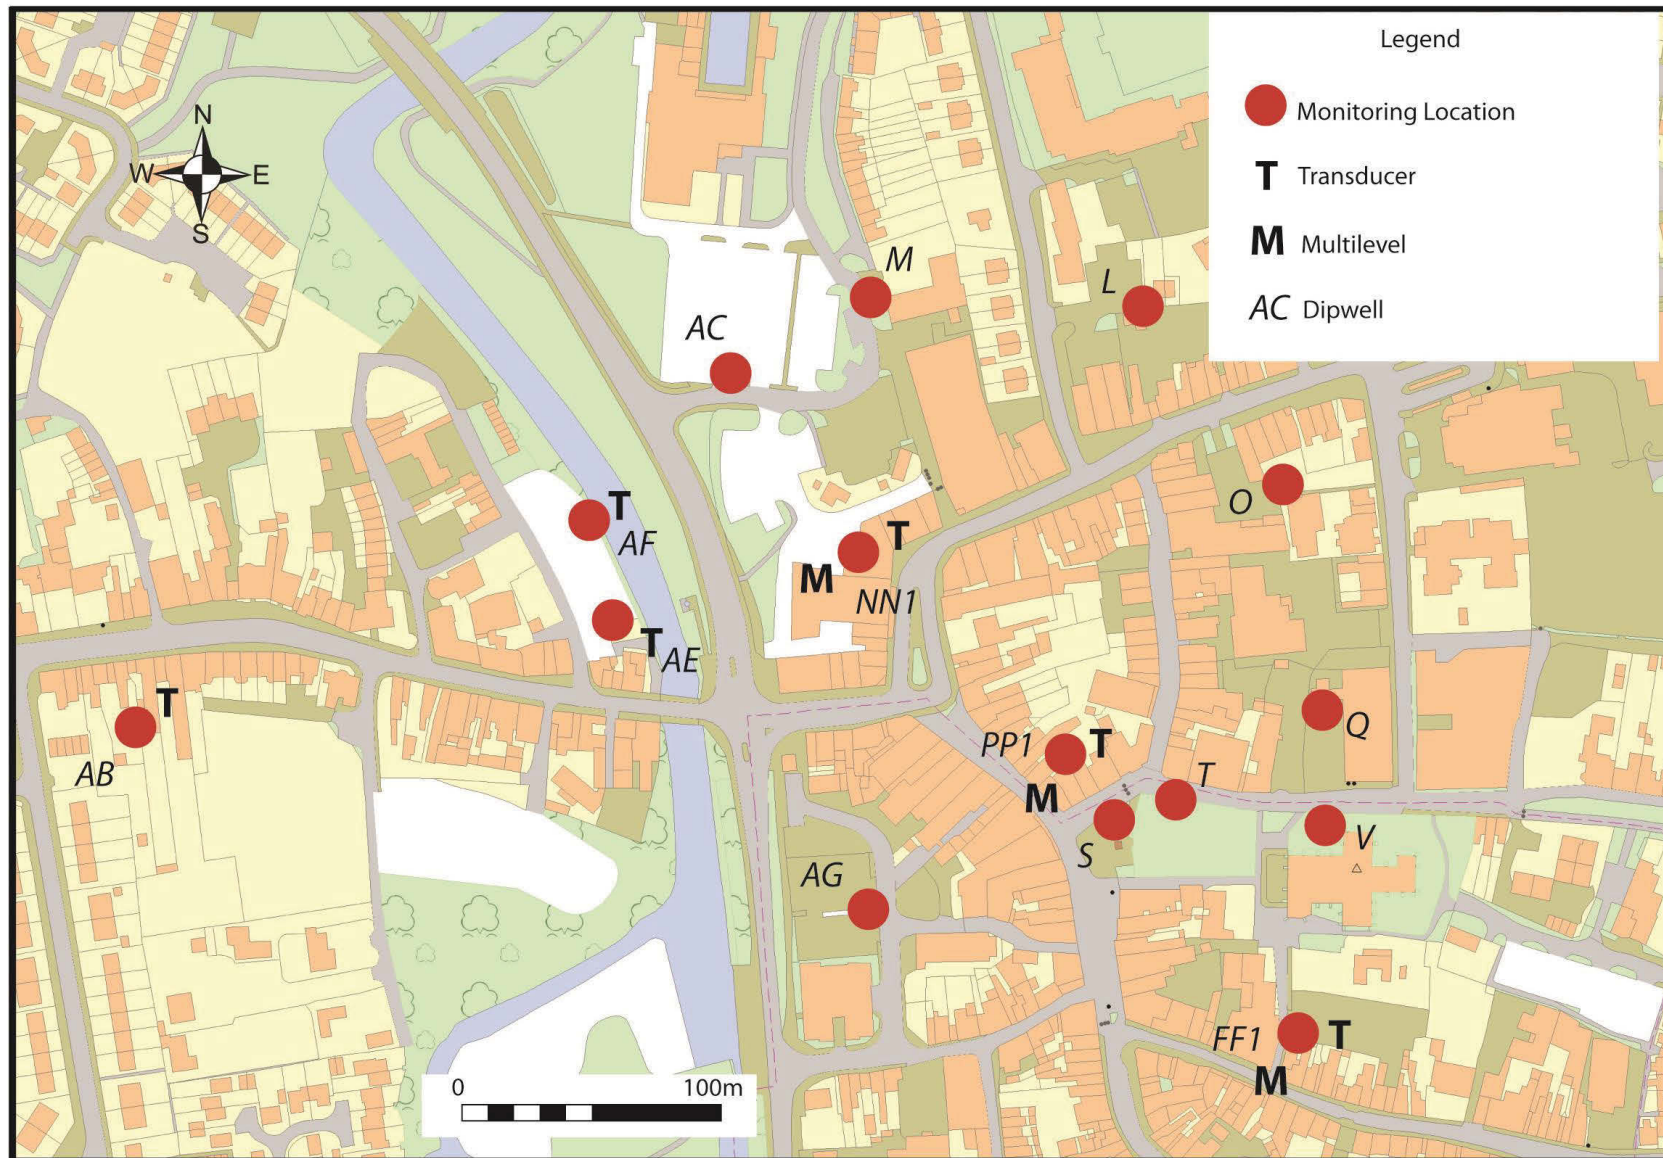 Legend
Monitoring Location
T Transducer
M Multilevel
AC Dipwell
N
W E
S
M
L
AC
O
T
AF
T
M
NN1
T
AE
T
AB
Q
PP1
T
M
T
S
V
AG
FF1
T
M
0 100m